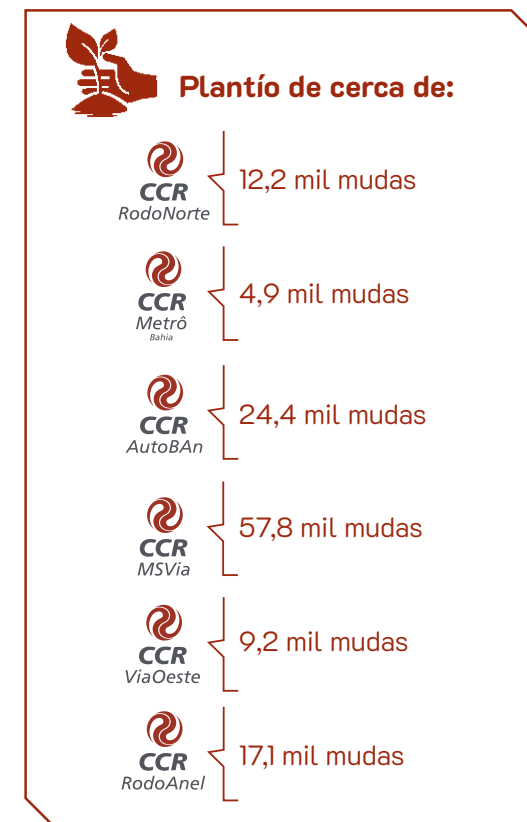 Plantío de cerca de:
CCR
RodoNorte
12,2 mil mudas
CCR
Metrô
Bahia
4,9 mil mudas
CCR
AutoBAn
24,4 mil mudas
CCR
MSVia
57,8 mil mudas
CCR
ViaOeste
9,2 mil mudas
CCR
RodoAnel
17,1 mil mudas